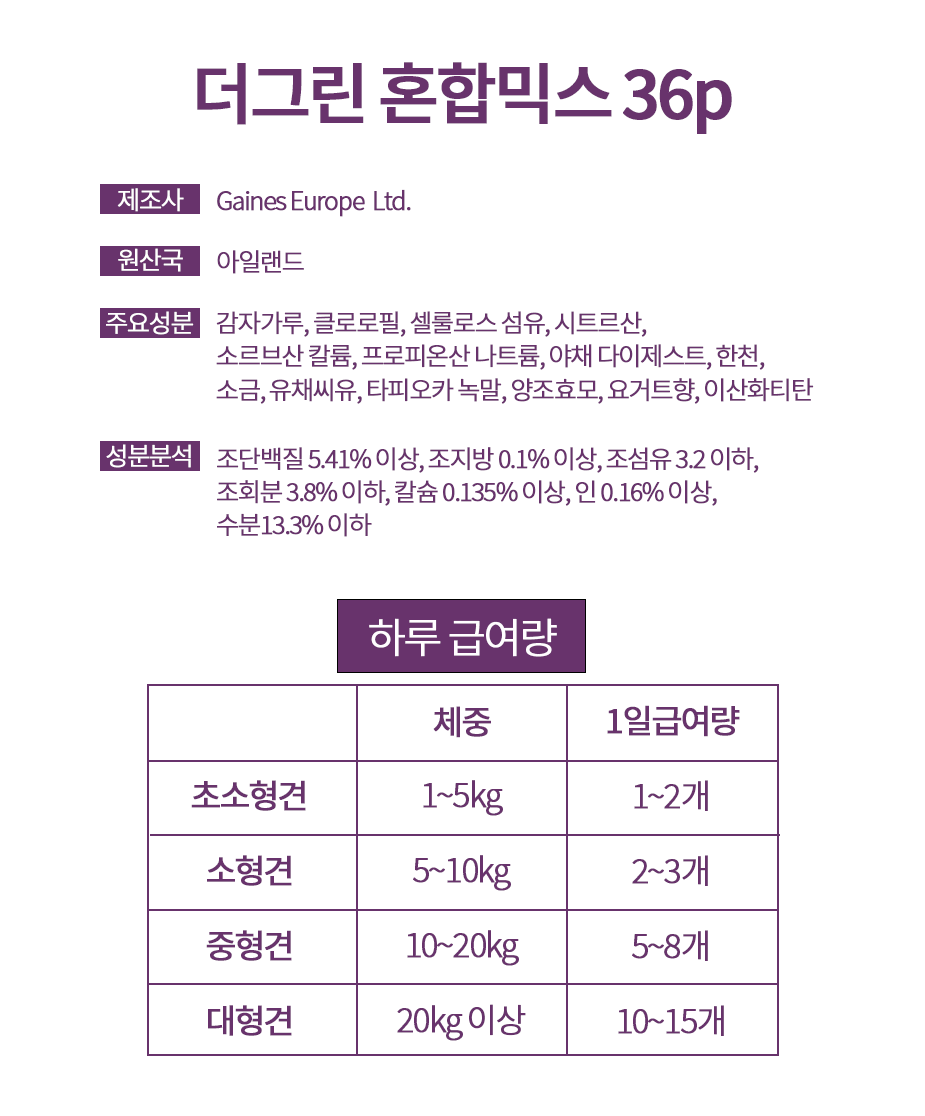 더그린 혼합믹스 36p
제조사 Gaines Europe Ltd.
원산국 아일랜드
주요성분 감자가루, 클로로필, 셀룰로스 섬유, 시트르산,
소르브산 칼륨, 프로피온산 나트륨, 야채 다이제스트, 한천,
소금, 유채씨유, 타피오카 녹말, 양조효모, 요거트향, 이산화티탄
성분분석 조단백질 5.41% 이상, 조지방 0.1% 이상, 조섬유 3.2 이하,
조회분 3.8% 이하, 칼슘 0.135% 이상, 인 0.16% 이상,
수분13.3% 이하
하루 급여량
체중 1일급여량
초소형견 1~5kg 1~2개
소형견 5~10kg 2~3개
중형견 10~20kg 5~8개
대형견 20kg 이상 10~15개